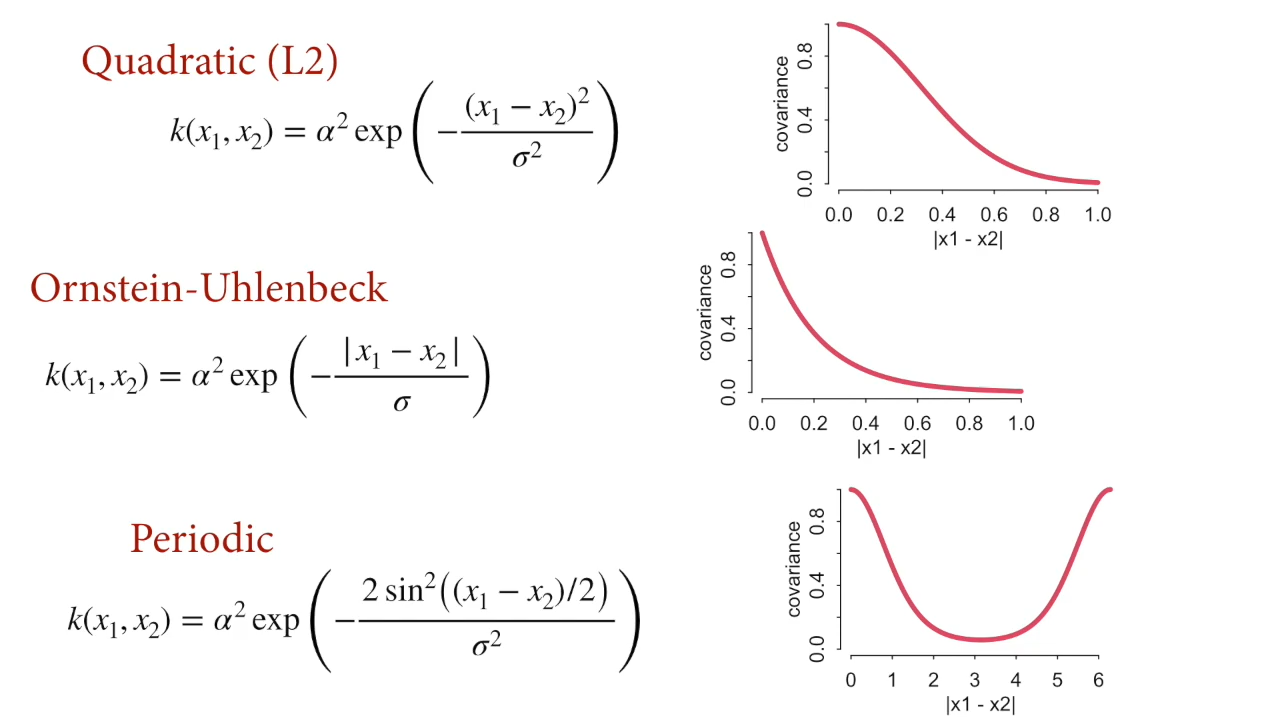 Quadratic (L2)
k(x₁, x₂) = α² exp(−(x₁ − x₂)²/σ²)
covariance
0.0 0.4 0.8
0.0 0.2 0.4 0.6 0.8 1.0
|x1 - x2|
Ornstein-Uhlenbeck
k(x₁, x₂) = α² exp(−|x₁ − x₂|/σ)
covariance
0.0 0.4 0.8
0.0 0.2 0.4 0.6 0.8 1.0
|x1 - x2|
Periodic
k(x₁, x₂) = α² exp(−2 sin²((x₁ − x₂)/2)/σ²)
covariance
0.0 0.4 0.8
0 1 2 3 4 5 6
|x1 - x2|